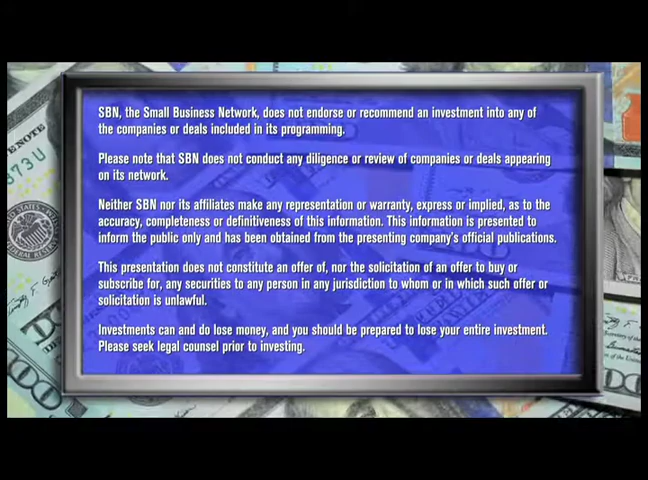 SBN, the Small Business Network, does not endorse or recommend an investment into any of
the companies or deals included in its programming.
Please note that SBN does not conduct any diligence or review of companies or deals appearing
on its network.
Neither SBN nor its affiliates make any representation or warranty, express or implied, as to the
accuracy, completeness or definitiveness of this information. This information is presented to
inform the public only and has been obtained from the presenting company's official publications.
This presentation does not constitute an offer of, nor the solicitation of an offer to buy or
subscribe for, any securities to any person in any jurisdiction to whom or in which such offer or
solicitation is unlawful.
Investments can and do lose money, and you should be prepared to lose your entire investment.
Please seek legal counsel prior to investing.